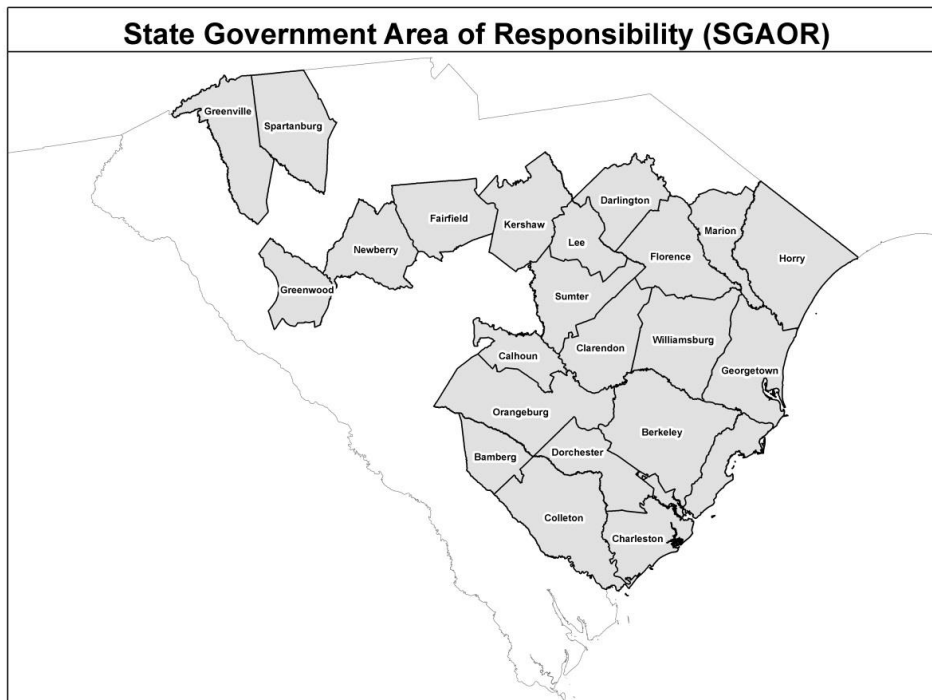 State Government Area of Responsibility (SGAOR)
Greenville
Spartanburg
Darlington
Fairfield
Kershaw
Marion
Lee
Newberry
Florence
Horry
Greenwood
Sumter
Williamsburg
Clarendon
Calhoun
Georgetown
Orangeburg
Berkeley
Bamberg
Dorchester
Colleton
Charleston